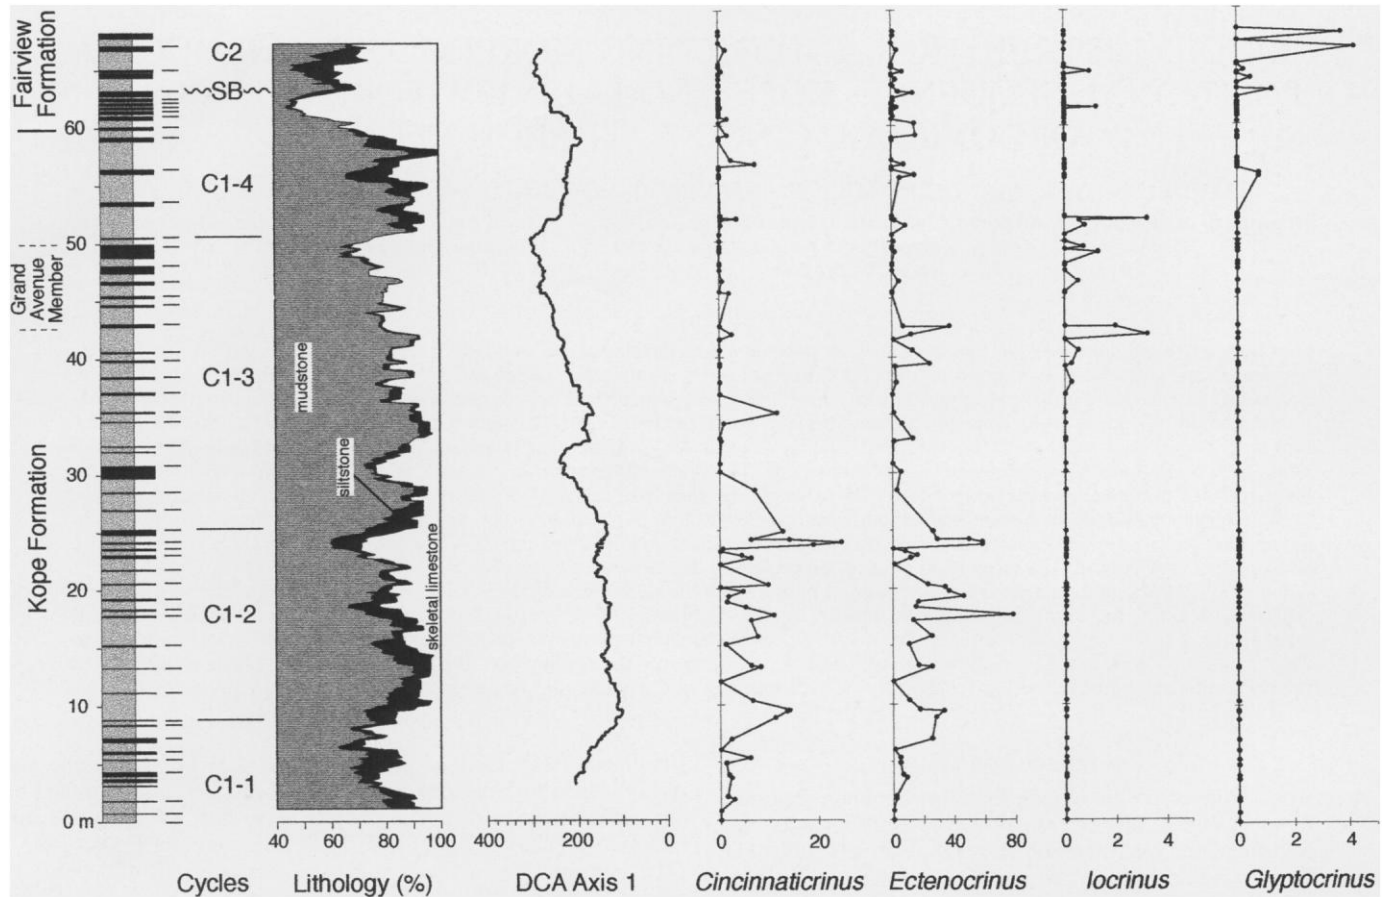 Fairview
Formation
Kope Formation
Grand
Avenue
Member
60
50
40
30
20
10
0 m
C2
SB
C1-4
C1-3
C1-2
C1-1
mudstone
siltstone
skeletal limestone
40 60 80 100
400 200 0
0 20
0 40 80
0 4
0 2 4
Cycles Lithology (%) DCA Axis 1 Cincinnaticrinus Ectenocrinus Iocrinus Glyptocrinus